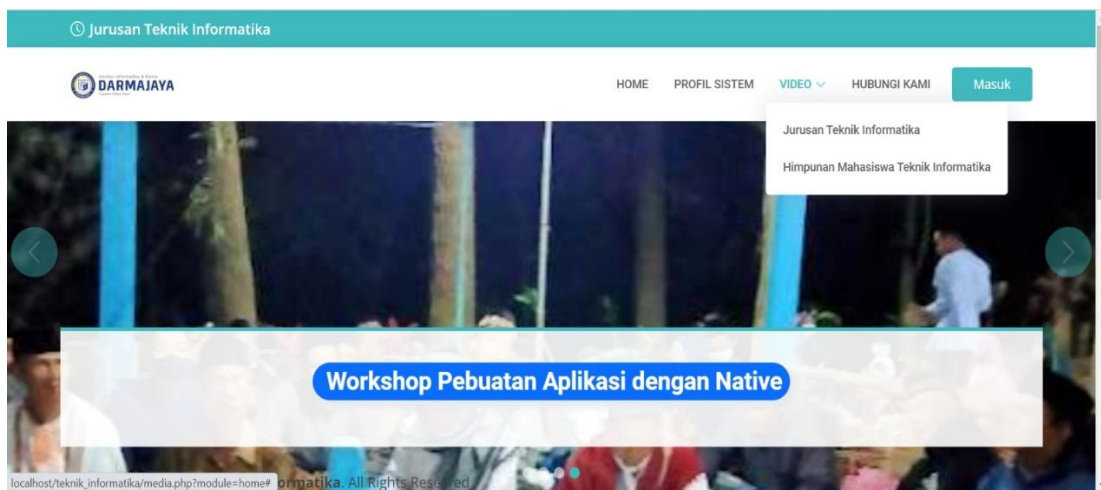 Jurusan Teknik Informatika
DARMAJAYA
HOME PROFIL SISTEM VIDEO HUBUNGI KAMI Masuk
Jurusan Teknik Informatika
Himpunan Mahasiswa Teknik Informatika
Workshop Pebuatan Aplikasi dengan Native
localhost/teknik_informatika/media.php?module=home# ormatika. All Rights Reserved